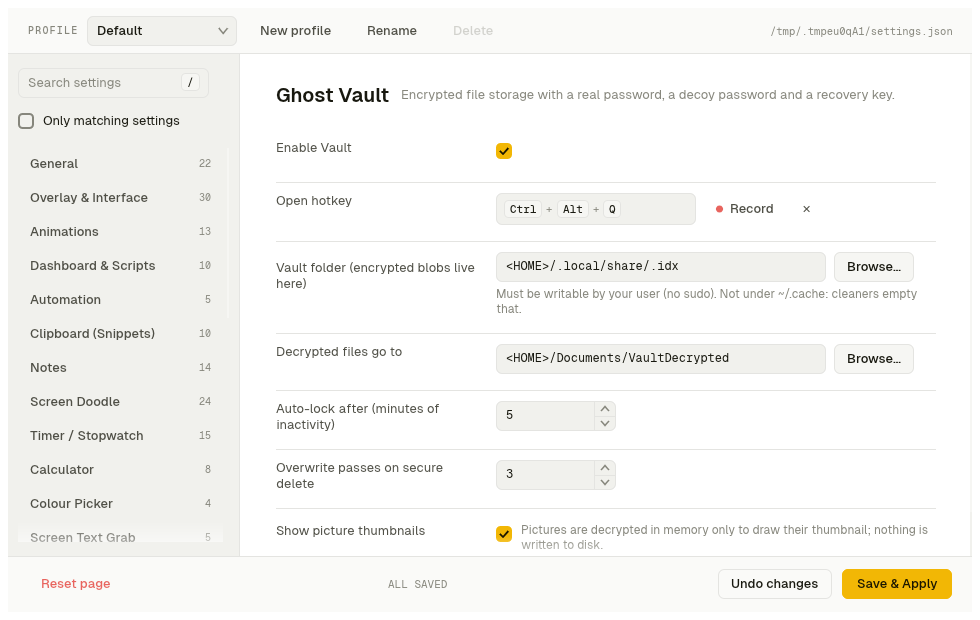 PROFILE Default New profile Rename Delete /tmp/.tmpeu0qA1/settings.json
Search settings /
Only matching settings
General 22
Overlay & Interface 30
Animations 13
Dashboard & Scripts 10
Automation 5
Clipboard (Snippets) 10
Notes 14
Screen Doodle 24
Timer / Stopwatch 15
Calculator 8
Colour Picker 4
Screen Text Grab 5
Ghost Vault Encrypted file storage with a real password, a decoy password and a recovery key.
Enable Vault
Open hotkey Ctrl + Alt + Q Record ×
Vault folder (encrypted blobs live
here)
<HOME>/.local/share/.idx Browse…
Must be writable by your user (no sudo). Not under ~/.cache: cleaners empty
that.
Decrypted files go to <HOME>/Documents/VaultDecrypted Browse…
Auto-lock after (minutes of
inactivity)
5
Overwrite passes on secure
delete
3
Show picture thumbnails
Pictures are decrypted in memory only to draw their thumbnail; nothing is
written to disk.
Reset page ALL SAVED Undo changes Save & Apply